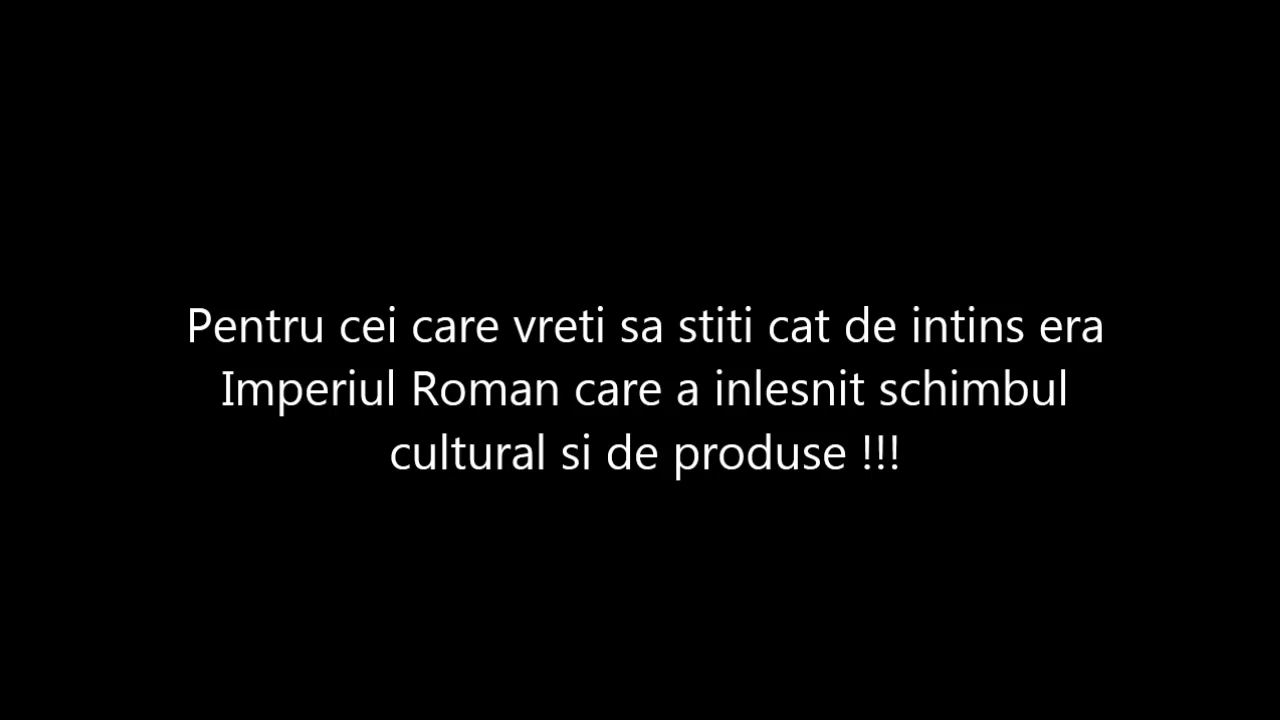 Pentru cei care vreti sa stiti cat de intins era
Imperiul Roman care a inlesnit schimbul
cultural si de produse !!!